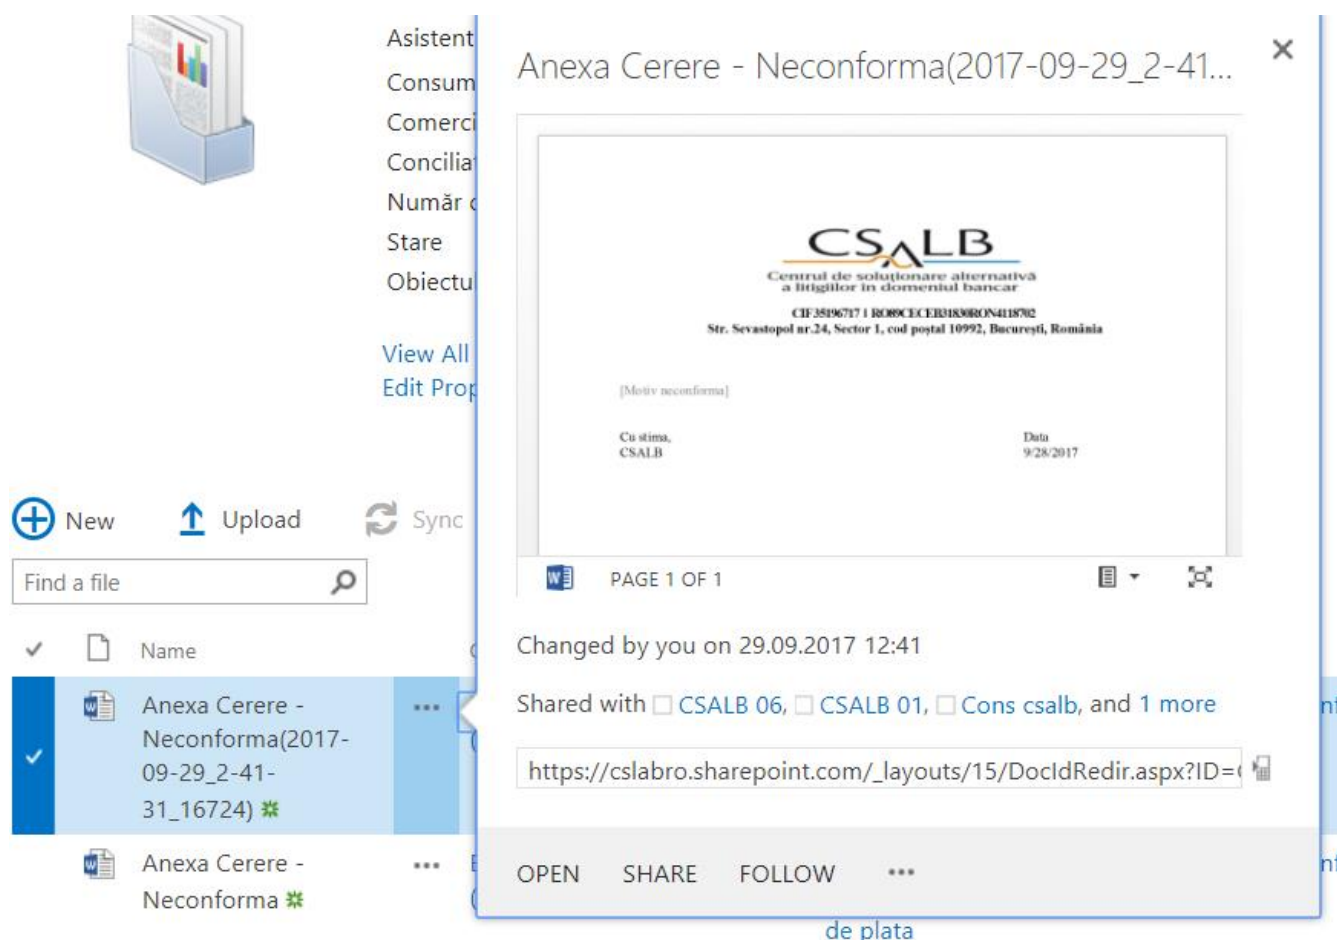 Asistent
Consum
Comerci
Concilia
Număr
Stare
Obiectu
View All
Edit Prop
Anexa Cerere - Neconforma(2017-09-29_2-41...
CSALB
Centrul de soluționare alternativă
a litigiilor în domeniul bancar
CIF 35196717 |
Str. Sevastopol nr.24, Sector 1, cod poștal 10992, București, România
[Motiv neconforma]
Cu stima,
CSALB
Data
9/28/2017
PAGE 1 OF 1
Changed by you on 29.09.2017 12:41
Shared with CSALB 06, CSALB 01, Cons csalb, and 1 more
https://cslabro.sharepoint.com/_layouts/15/DocIdRedir.aspx?ID=
OPEN SHARE FOLLOW ...
New Upload Sync
Find a file
Name
Anexa Cerere - ...
Neconforma(2017-
09-29_2-41-
31_16724)
Anexa Cerere - ...
Neconforma
de plata